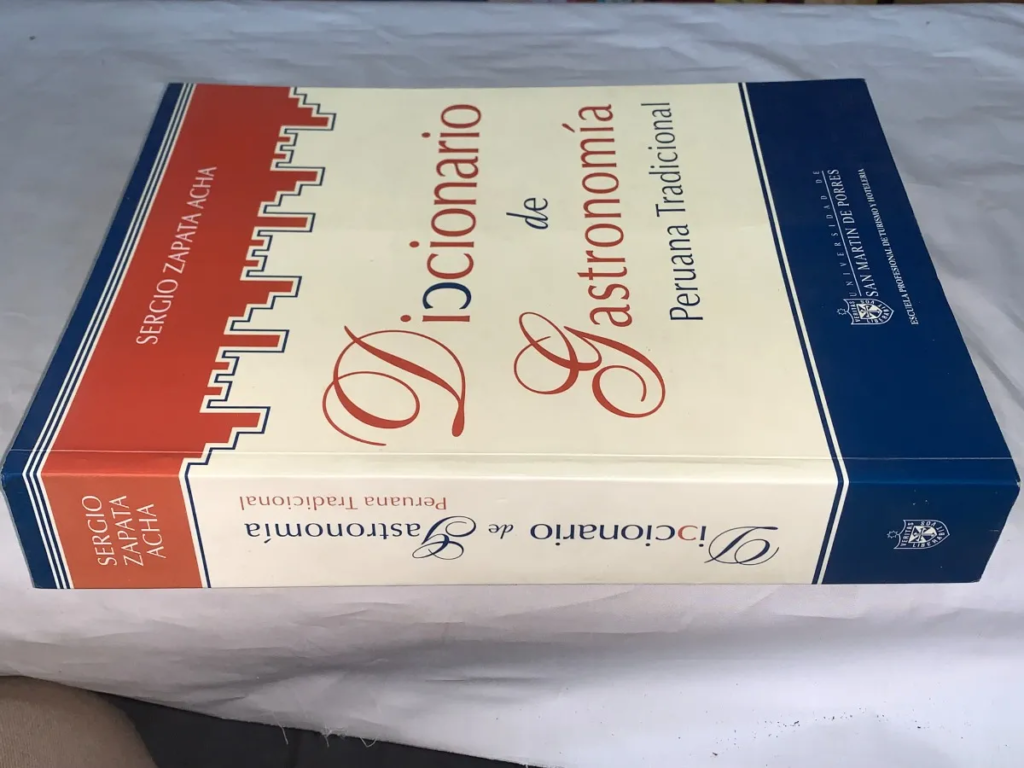 SERGIO ZAPATA ACHA
Diccionario
de
Gastronomía
Peruana Tradicional
UNIVERSIDAD DE
SAN MARTIN DE PORRES
ESCUELA PROFESIONAL DE TURISMO Y HOTELERIA
SERGIO
ZAPATA
ACHA
Diccionario de Gastronomía
Peruana Tradicional